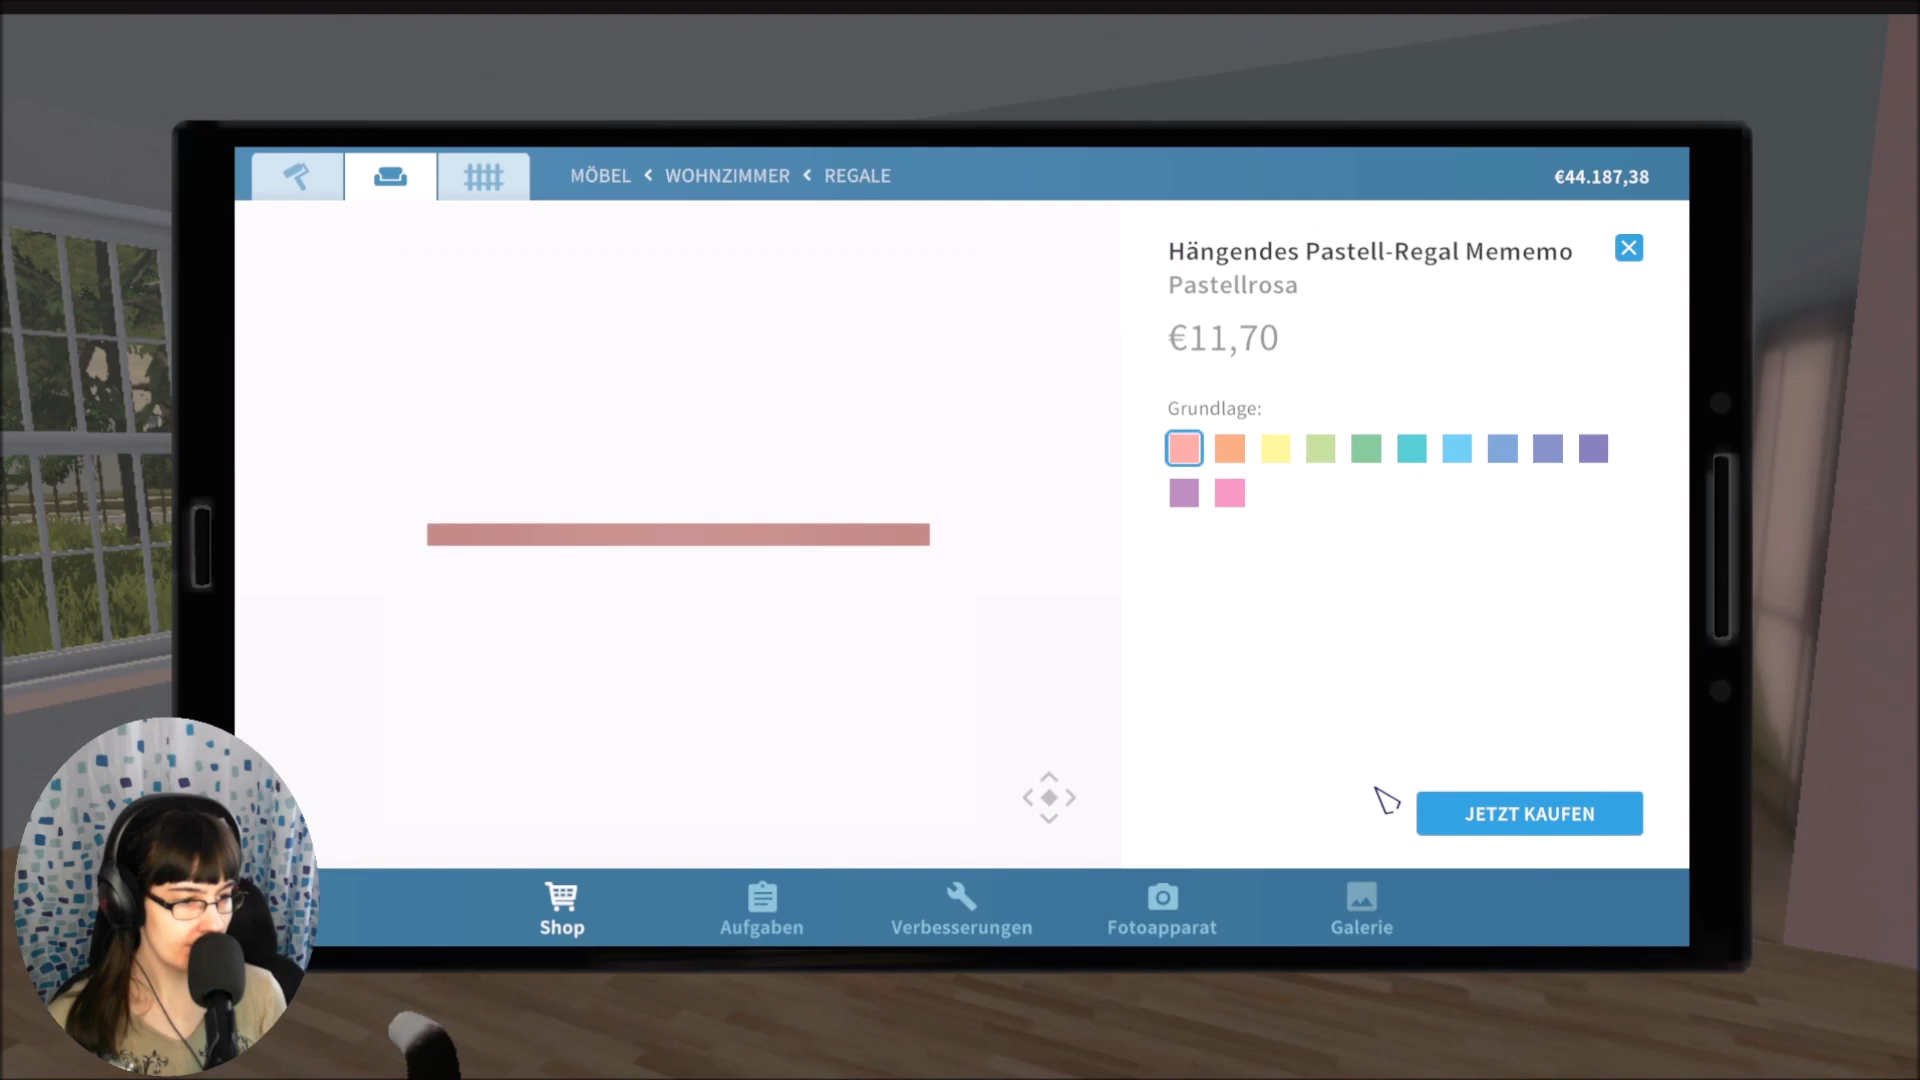 MÖBEL < WOHNZIMMER < REGALE
€44.187,38
Hängendes Pastell-Regal Mememo
Pastellrosa
€11,70
Grundlage:
JETZT KAUFEN
Shop
Aufgaben
Verbesserungen
Fotoapparat
Galerie